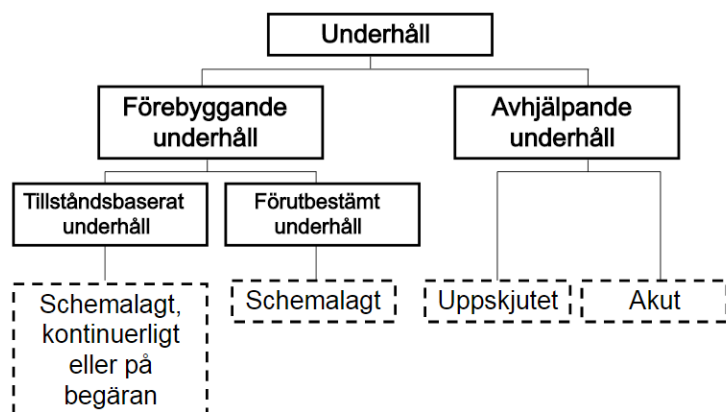 Underhåll
Förebyggande
underhåll
Avhjälpande
underhåll
Tillståndsbaserat
underhåll
Förutbestämt
underhåll
Schemalagt,
kontinuerligt
eller på
begäran
Schemalagt
Uppskjutet
Akut